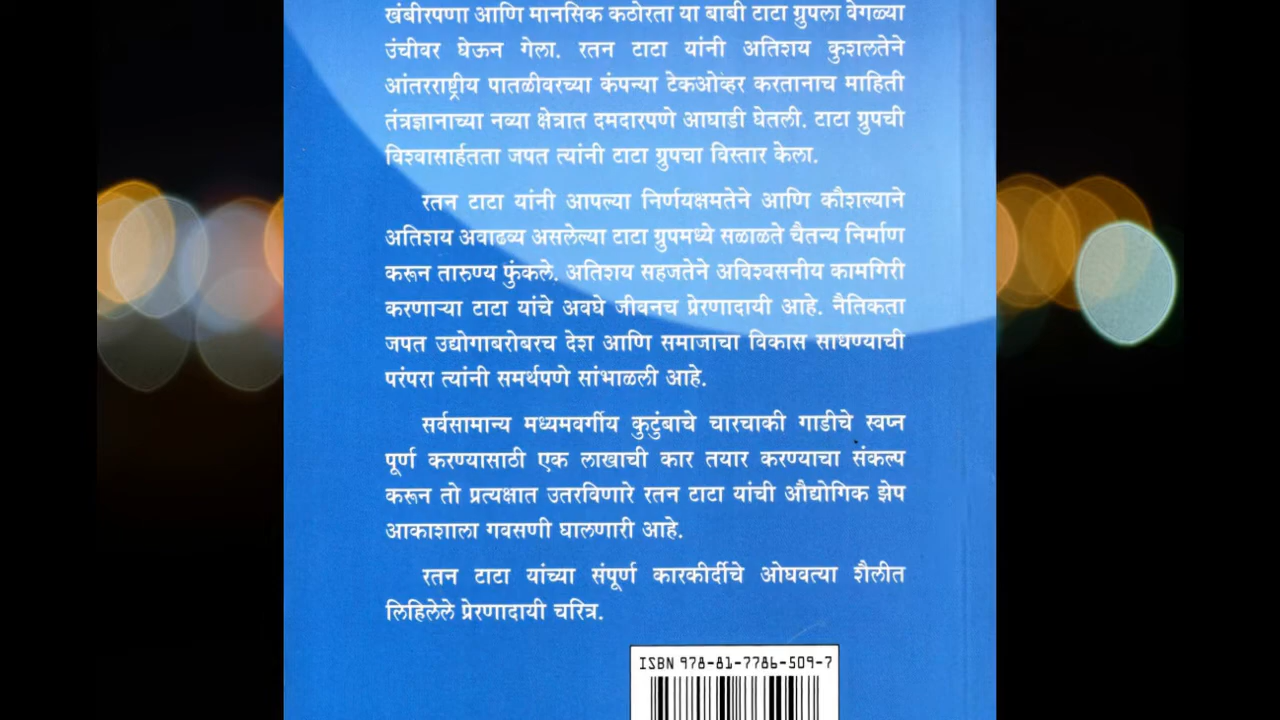 खंबीरपणा आणि मानसिक कठोरता या बाबी टाटा ग्रुपला वेगळ्या
उंचीवर घेऊन गेला. रतन टाटा यांनी अतिशय कुशलतेने
आंतरराष्ट्रीय पातळीवरच्या कंपन्या टेकओव्हर करतानाच माहिती
तंत्रज्ञानाच्या नव्या क्षेत्रात दमदारपणे आघाडी घेतली. टाटा ग्रुपची
विश्वासार्हतता जपत त्यांनी टाटा ग्रुपचा विस्तार केला.
रतन टाटा यांनी आपल्या निर्णयक्षमतेने आणि कौशल्याने
अतिशय अवाढव्य असलेल्या टाटा ग्रुपमध्ये सळाळते चैतन्य निर्माण
करून तारुण्य फुंकले. अतिशय सहजतेने अविश्वसनीय कामगिरी
करणाऱ्या टाटा यांचे अवघे जीवनच प्रेरणादायी आहे. नैतिकता
जपत उद्योगाबरोबरच देश आणि समाजाचा विकास साधण्याची
परंपरा त्यांनी समर्थपणे सांभाळली आहे.
सर्वसामान्य मध्यमवर्गीय कुटुंबाचे चारचाकी गाडीचे स्वप्न
पूर्ण करण्यासाठी एक लाखाची कार तयार करण्याचा संकल्प
करून तो प्रत्यक्षात उतरविणारे रतन टाटा यांची औद्योगिक झेप
आकाशाला गवसणी घालणारी आहे.
रतन टाटा यांच्या संपूर्ण कारकीर्दीचे ओघवत्या शैलीत
लिहिलेले प्रेरणादायी चरित्र.
ISBN 978-81-7786-509-7